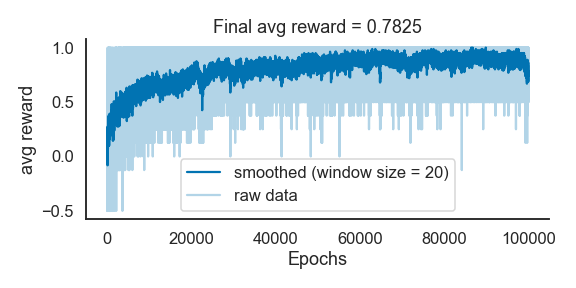 Final avg reward = 0.7825
1.0
0.5
0.0
−0.5
avg reward
smoothed (window size = 20)
raw data
0 20000 40000 60000 80000 100000
Epochs